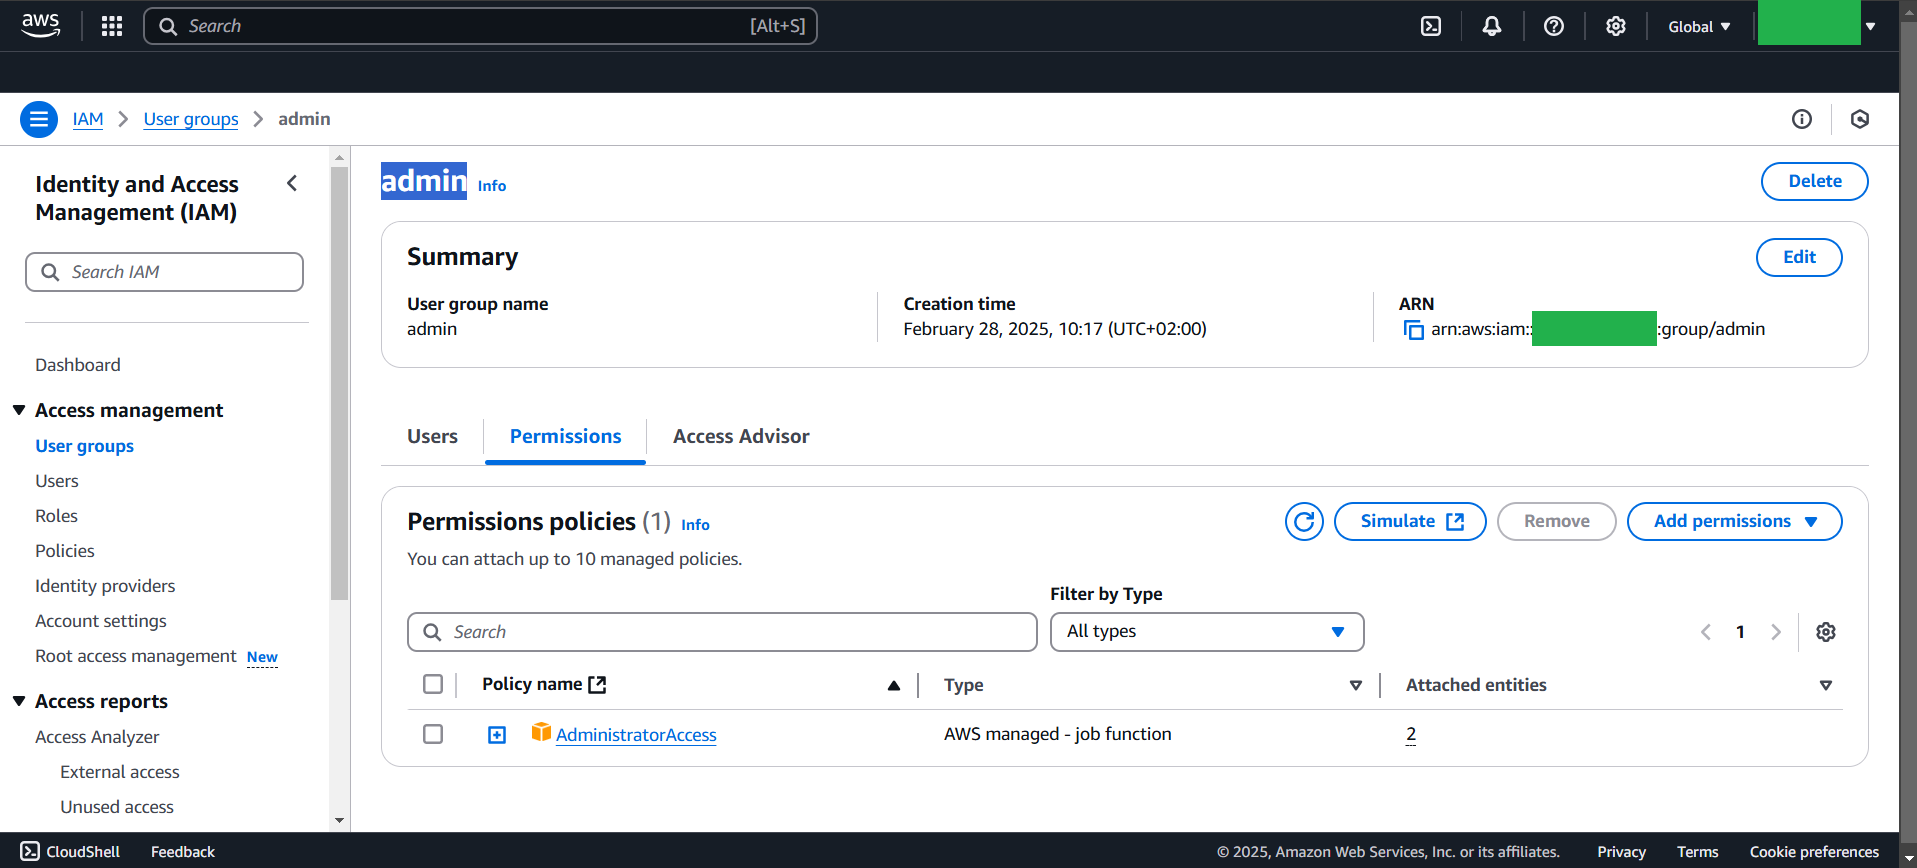 aws
Search [Alt+S]
Global
IAM > User groups > admin
Identity and Access
Management (IAM)
Search IAM
Dashboard
Access management
User groups
Users
Roles
Policies
Identity providers
Account settings
Root access management New
Access reports
Access Analyzer
External access
Unused access
admin Info
Delete
Summary
Edit
User group name
admin
Creation time
February 28, 2025, 10:17 (UTC+02:00)
ARN
arn:aws:iam:: :group/admin
Users
Permissions
Access Advisor
Permissions policies (1) Info
Simulate
Remove
Add permissions
You can attach up to 10 managed policies.
Filter by Type
Search
All types
1
Policy name
Type
Attached entities
AdministratorAccess
AWS managed - job function
2
CloudShell
Feedback
© 2025, Amazon Web Services, Inc. or its affiliates.
Privacy
Terms
Cookie preferences